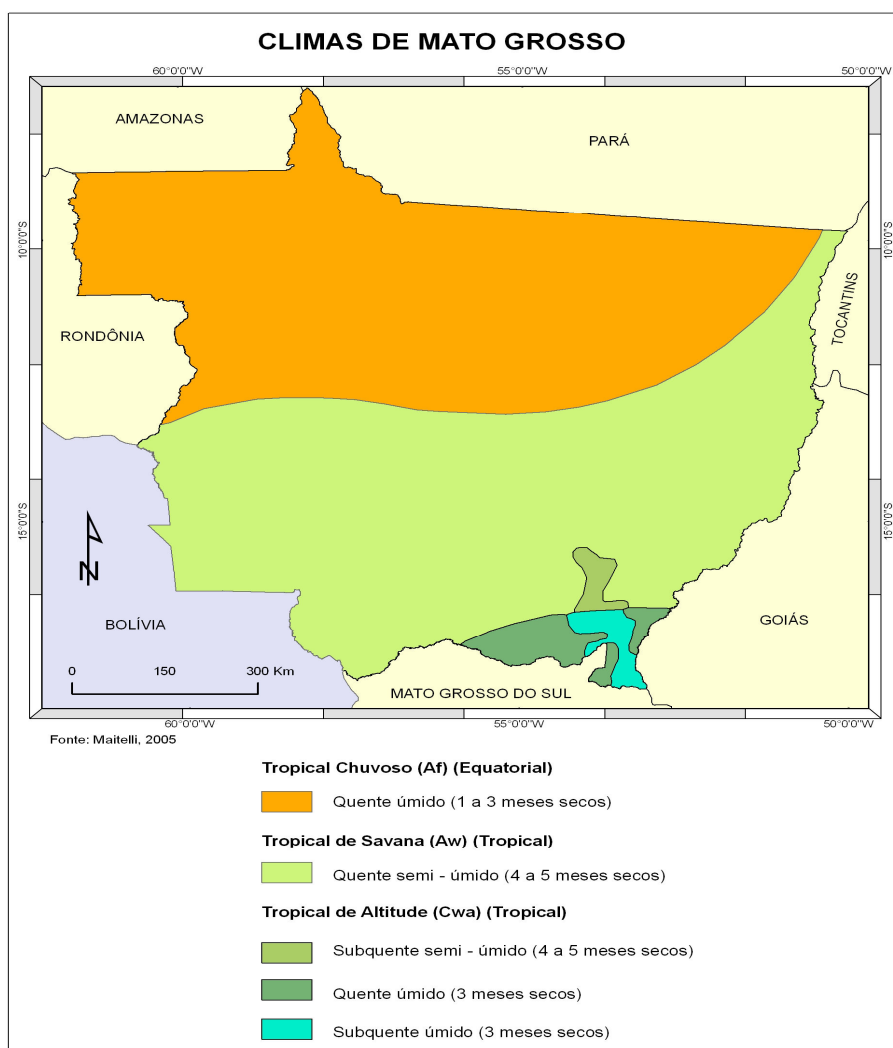 CLIMAS DE MATO GROSSO
60°0'0"W
55°0'0"W
50°0'0"W
AMAZONAS
PARÁ
10°0'0"S
10°0'0"S
RONDÔNIA
TOCANTINS
15°0'0"S
15°0'0"S
N
BOLÍVIA
GOIÁS
0 150 300 Km
MATO GROSSO DO SUL
60°0'0"W
55°0'0"W
50°0'0"W
Fonte: Maitelli, 2005
Tropical Chuvoso (Af) (Equatorial)
Quente úmido (1 a 3 meses secos)
Tropical de Savana (Aw) (Tropical)
Quente semi - úmido (4 a 5 meses secos)
Tropical de Altitude (Cwa) (Tropical)
Subquente semi - úmido (4 a 5 meses secos)
Quente úmido (3 meses secos)
Subquente úmido (3 meses secos)